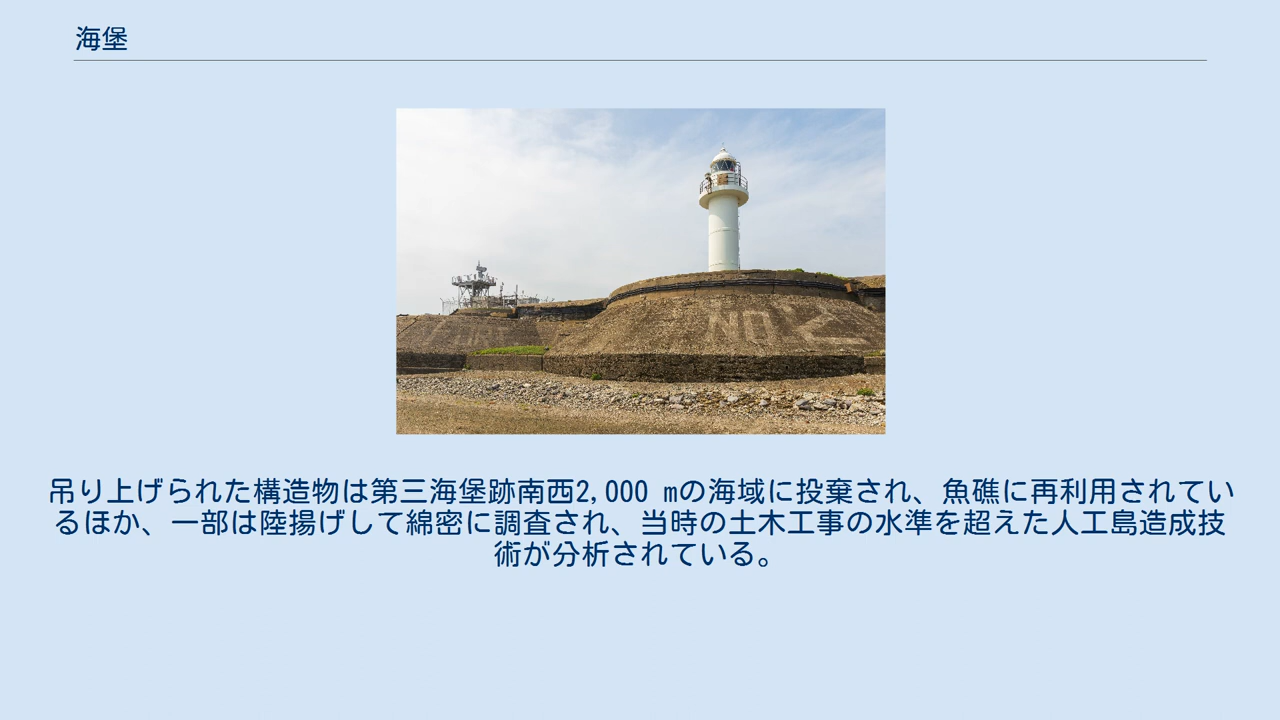 海堡
NO 2
吊り上げられた構造物は第三海堡跡南西2,000 mの海域に投棄され、魚礁に再利用されてい
るほか、一部は陸揚げして綿密に調査され、当時の土木工事の水準を超えた人工島造成技
術が分析されている。